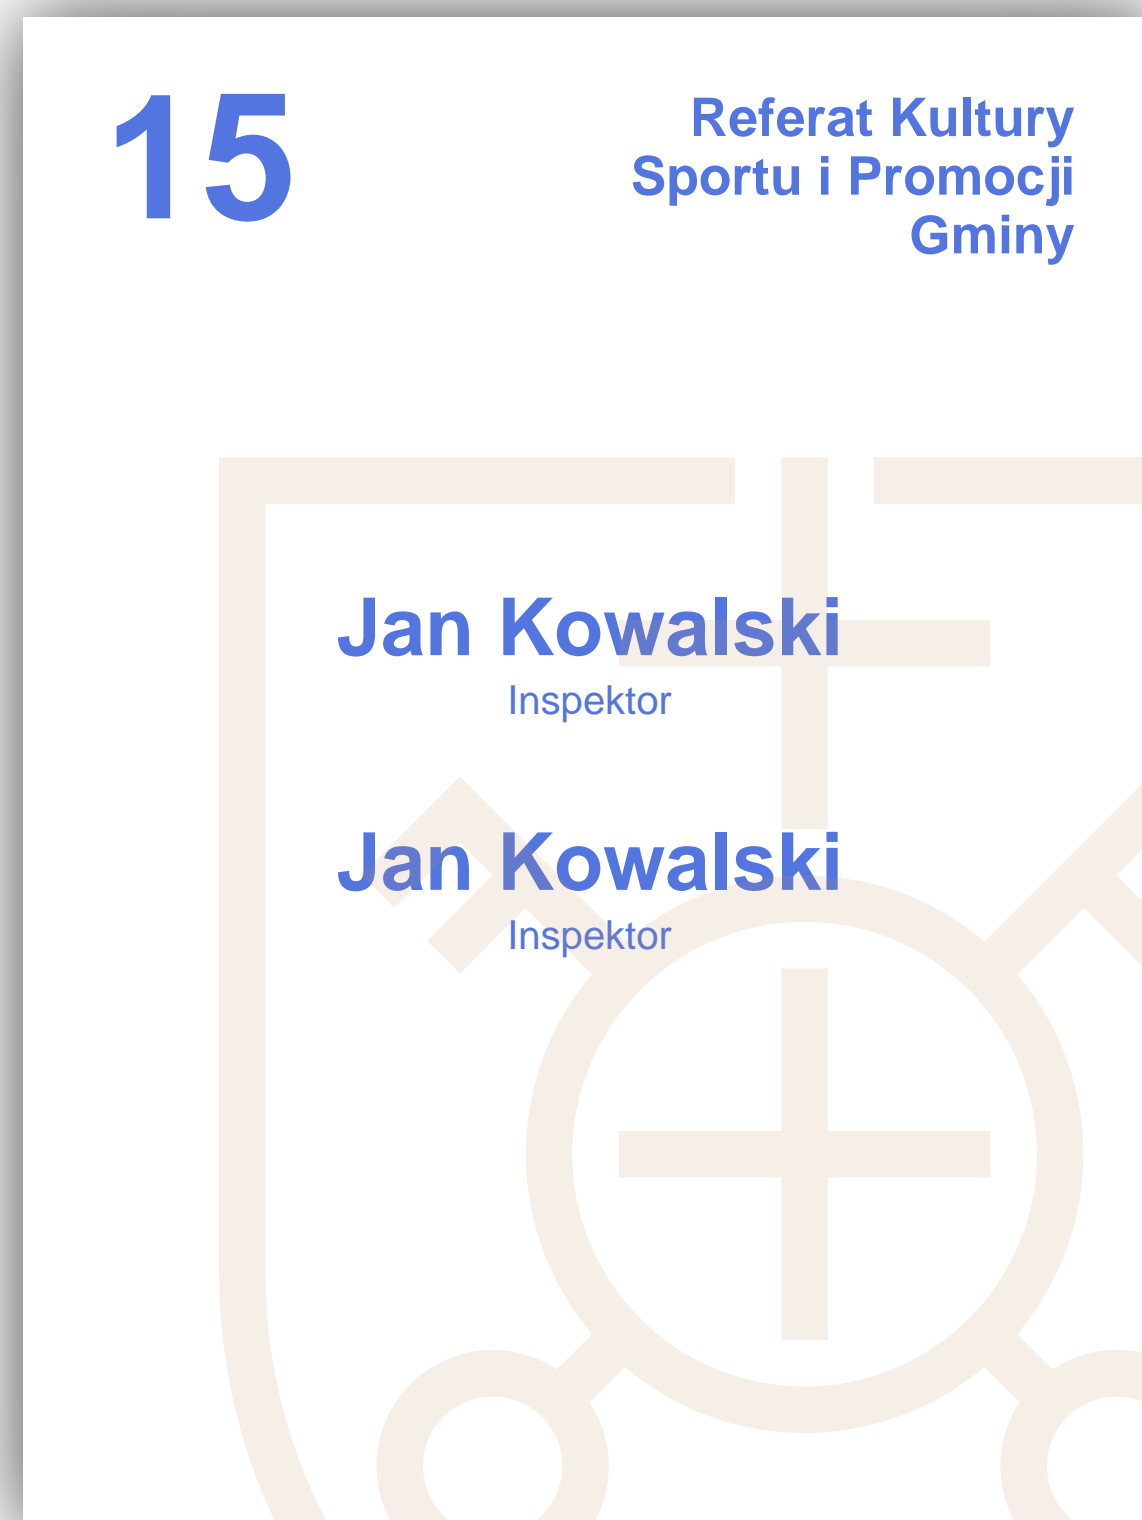 15
Referat Kultury
Sportu i Promocji
Gminy
Jan Kowalski
Inspektor
Jan Kowalski
Inspektor